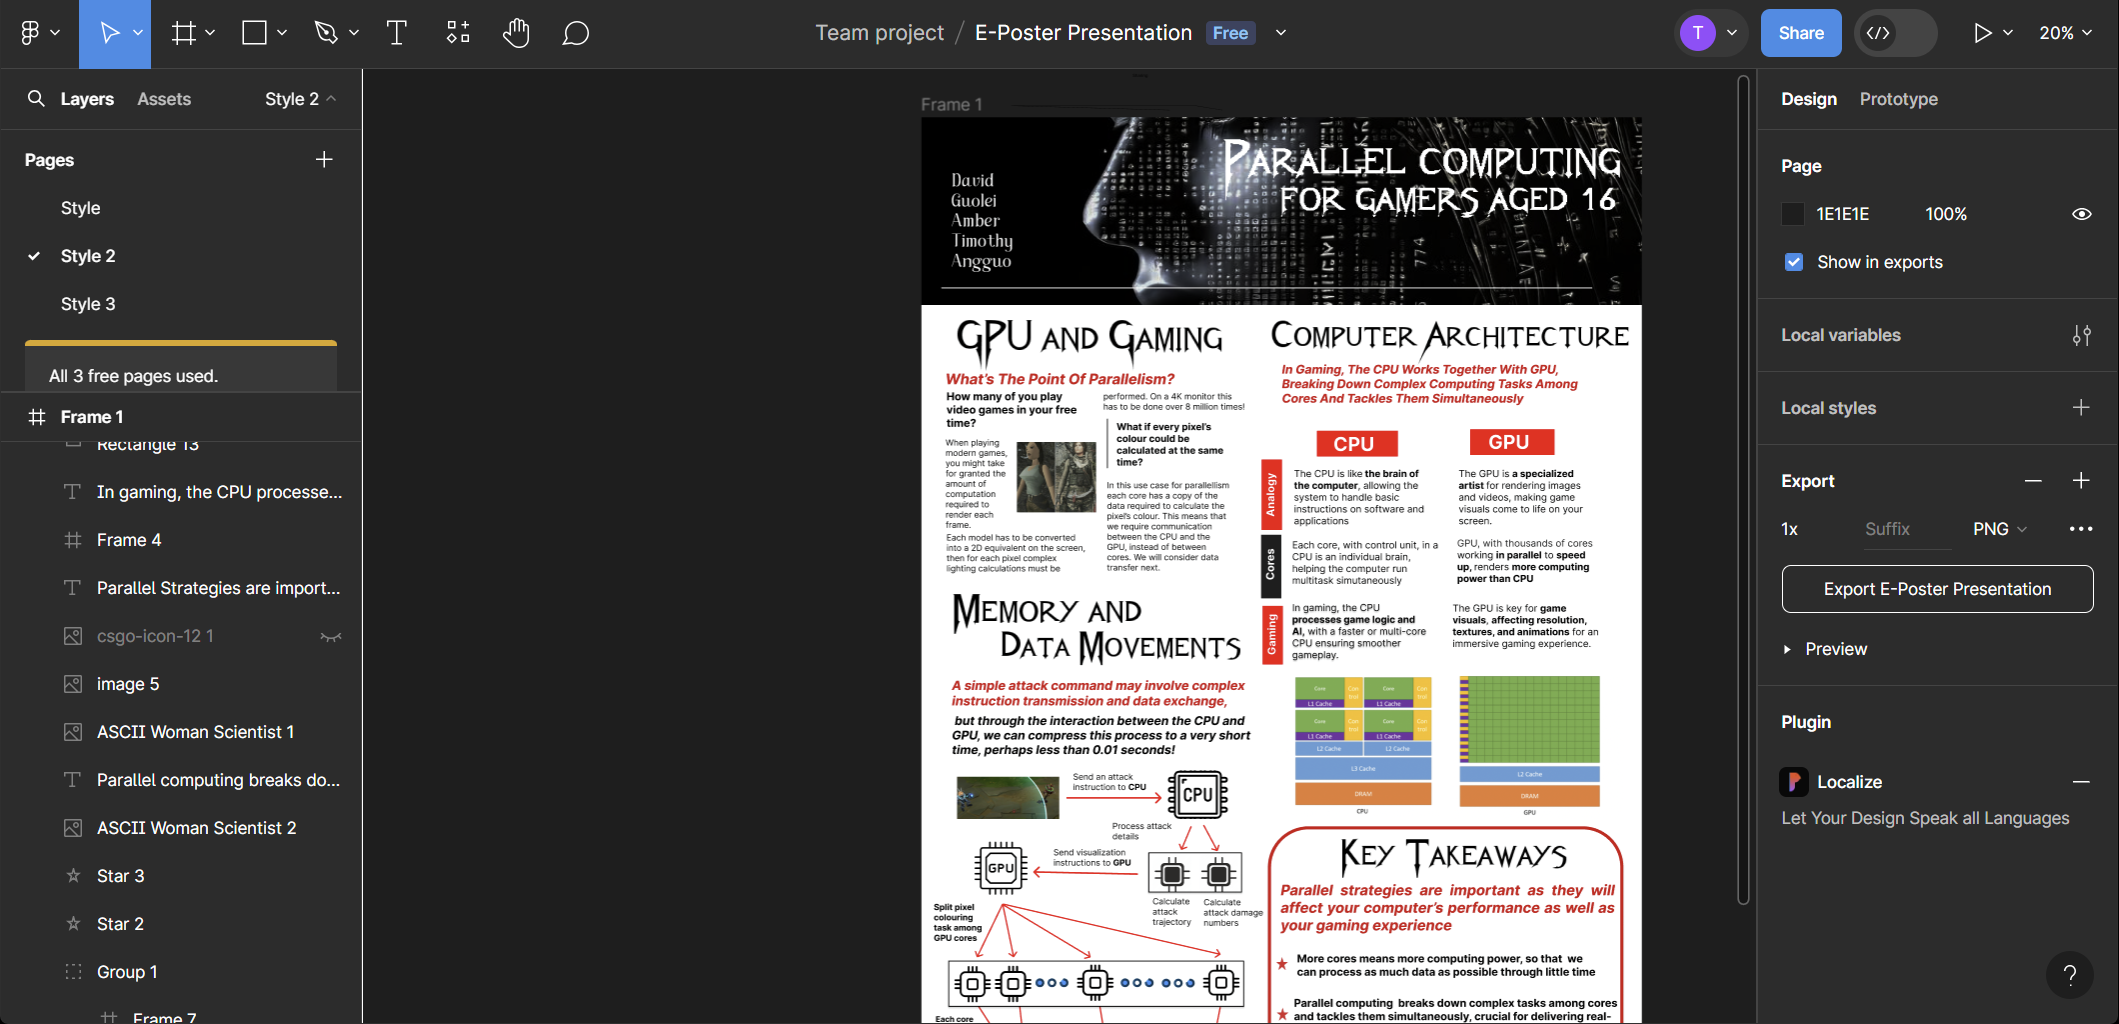 Team project / E-Poster Presentation Free
T
Share
20%
Layers Assets Style 2
Pages
Style
Style 2
Style 3
All 3 free pages used.
Frame 1
Rectangle 13
In gaming, the CPU processe...
Frame 4
Parallel Strategies are import...
csgo-icon-12 1
image 5
ASCII Woman Scientist 1
Parallel computing breaks do...
ASCII Woman Scientist 2
Star 3
Star 2
Group 1
Frame 7
Frame 1
David
Guolei
Amber
Timothy
Angguo
Parallel computing
for gamers aged 16
GPU and Gaming
What's The Point Of Parallelism?
How many of you play
video games in your free
time?
When playing
modern games,
you might take
for granted the
amount of
computation
required to
render each
frame.
Each model has to be converted
into a 2D equivalent on the screen,
then for each pixel complex
lighting calculations must be
performed. On a 4K monitor this
has to be done over 8 million times!
What if every pixel's
colour could be
calculated at the same
time?
In this use case for parallelism
each core has a copy of the
data required to calculate the
pixel's colour. This means that
we require communication
between the CPU and the
GPU, instead of between
cores. We will consider data
transfer next.
Memory and
Data Movements
A simple attack command may involve complex
instruction transmission and data exchange,
but through the interaction between the CPU and
GPU, we can compress this process to a very short
time, perhaps less than 0.01 seconds!
Send an attack
instruction to CPU
CPU
Process attack
details
Send visualization
instructions to GPU
GPU
Calculate
attack
trajectory
Calculate
attack damage
numbers
Split pixel
colouring
task among
GPU cores
Each core
Computer Architecture
In Gaming, The CPU Works Together With GPU,
Breaking Down Complex Computing Tasks Among
Cores And Tackles Them Simultaneously
CPU
GPU
Analogy
The CPU is like the brain of
the computer, allowing the
system to handle basic
instructions on software and
applications
The GPU is a specialized
artist for rendering images
and videos, making game
visuals come to life on your
screen.
Cores
Each core, with control unit, in a
CPU is an individual brain,
helping the computer run
multitask simutaneously
GPU, with thousands of cores
working in parallel to speed
up, renders more computing
power than CPU
Gaming
In gaming, the CPU
processes game logic and
AI, with a faster or multi-core
CPU ensuring smoother
gameplay.
The GPU is key for game
visuals, affecting resolution,
textures, and animations for an
immersive gaming experience.
Core Con trol Core Con trol
L1 Cache L1 Cache
Core Con trol Core Con trol
L1 Cache L1 Cache
L2 Cache L2 Cache
L3 Cache
DRAM
CPU
L2 Cache
DRAM
GPU
Key Takeaways
Parallel strategies are important as they will
affect your computer's performance as well as
your gaming experience
More cores means more computing power, so that we
can process as much data as possible through little time
Parallel computing breaks down complex tasks among cores
and tackles them simultaneously, crucial for delivering real-
Design Prototype
Page
1E1E1E 100%
Show in exports
Local variables
Local styles
Export
1x Suffix PNG
Export E-Poster Presentation
Preview
Plugin
Localize
Let Your Design Speak all Languages
?